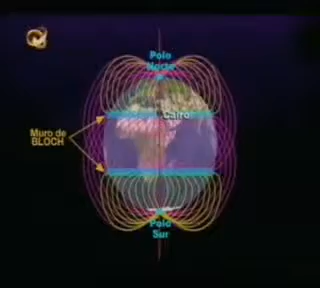 Polo
Norte
Cairo
Muro de
BLOCH
Polo
Sur